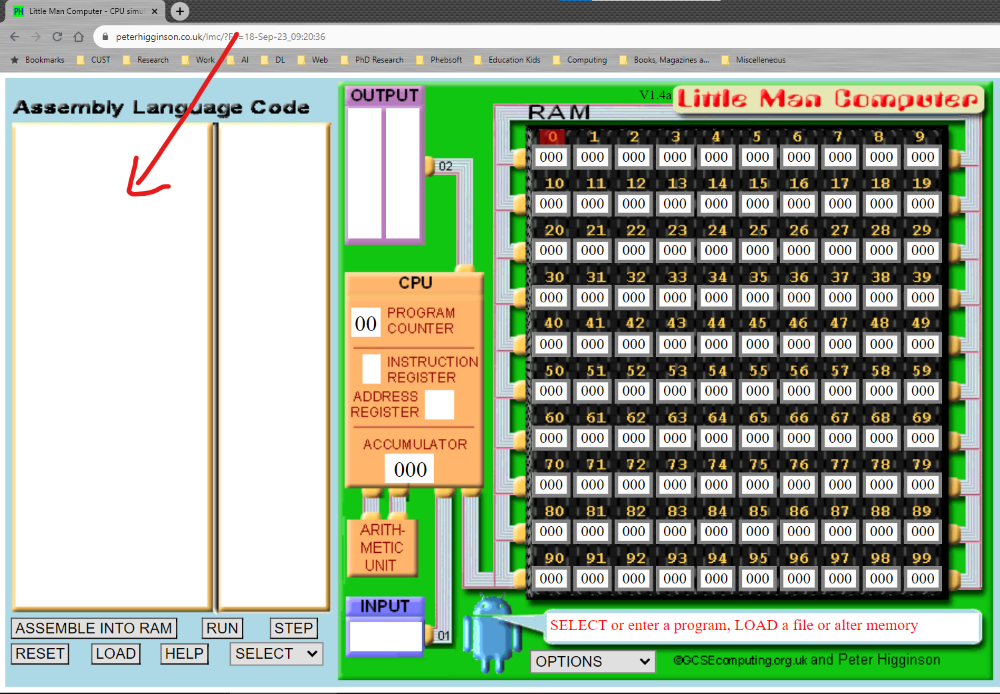 PH Little Man Computer - CPU simul
peterhigginson.co.uk/lmc/?F =18-Sep-23_09:20:36
Bookmarks CUST Research Work AI DL Web PhD Research Phebsoft Education Kids Computing Books, Magazines a... Miscelleneous
Assembly Language Code
ASSEMBLE INTO RAM RUN STEP
RESET LOAD HELP SELECT
OUTPUT
02
CPU
00 PROGRAM
COUNTER
INSTRUCTION
REGISTER
ADDRESS
REGISTER
ACCUMULATOR
000
ARITH-
METIC
UNIT
INPUT
01
V1.4a Little Man Computer
RAM
0 1 2 3 4 5 6 7 8 9
000 000 000 000 000 000 000 000 000 000
10 11 12 13 14 15 16 17 18 19
000 000 000 000 000 000 000 000 000 000
20 21 22 23 24 25 26 27 28 29
000 000 000 000 000 000 000 000 000 000
30 31 32 33 34 35 36 37 38 39
000 000 000 000 000 000 000 000 000 000
40 41 42 43 44 45 46 47 48 49
000 000 000 000 000 000 000 000 000 000
50 51 52 53 54 55 56 57 58 59
000 000 000 000 000 000 000 000 000 000
60 61 62 63 64 65 66 67 68 69
000 000 000 000 000 000 000 000 000 000
70 71 72 73 74 75 76 77 78 79
000 000 000 000 000 000 000 000 000 000
80 81 82 83 84 85 86 87 88 89
000 000 000 000 000 000 000 000 000 000
90 91 92 93 94 95 96 97 98 99
000 000 000 000 000 000 000 000 000 000
SELECT or enter a program, LOAD a file or alter memory
OPTIONS
©GCSEcomputing.org.uk and Peter Higginson